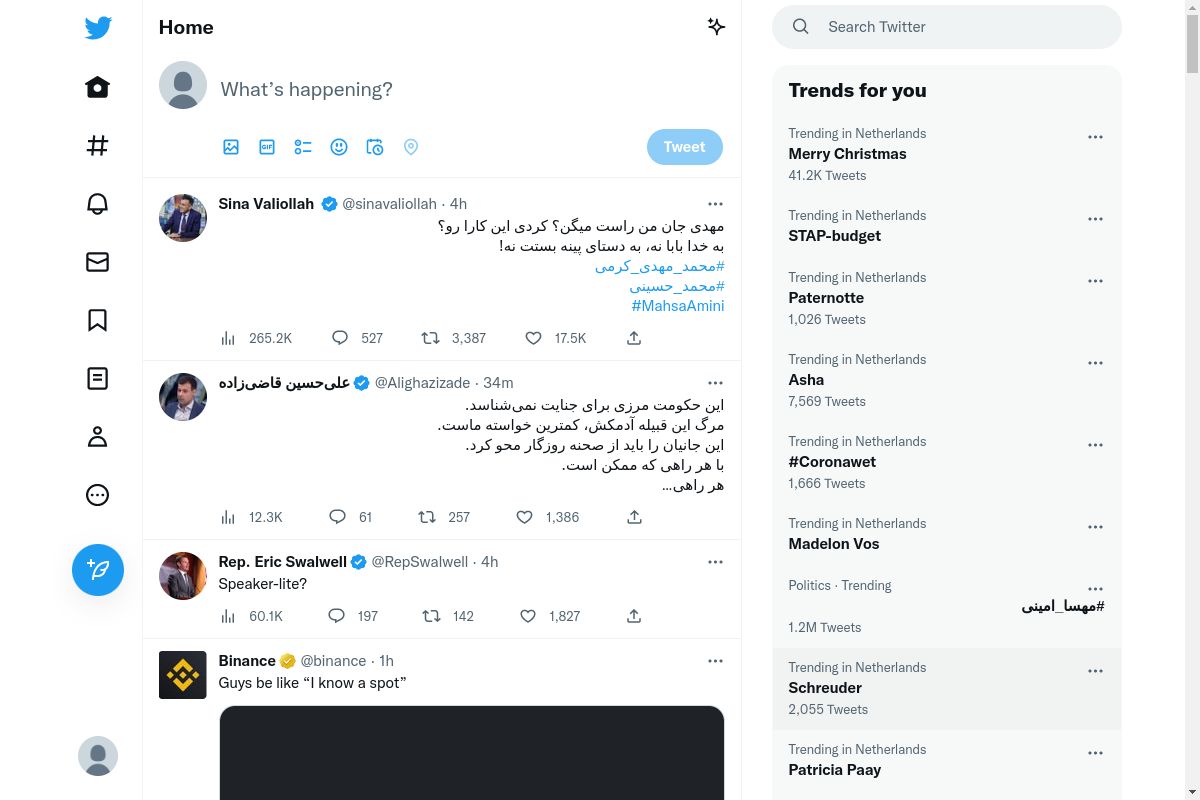 Home
What's happening?
GIF
Tweet
Sina Valiollah @sinavaliollah · 4h
مهدی جان من راست میگن؟ کردی این کارا رو؟
به خدا بابا نه، به دستای پینه بستت نه!
#محمد_مهدی_کرمی
#محمد_حسینی
#MahsaAmini
265.2K 527 3,387 17.5K
علی‌حسین قاضی‌زاده @Alighazizade · 34m
این حکومت مرزی برای جنایت نمی‌شناسد.
مرگ این قبیله آدمکش، کمترین خواسته ماست.
این جانیان را باید از صحنه روزگار محو کرد.
با هر راهی که ممکن است.
هر راهی...
12.3K 61 257 1,386
Rep. Eric Swalwell @RepSwalwell · 4h
Speaker-lite?
60.1K 197 142 1,827
Binance @binance · 1h
Guys be like “I know a spot”
Search Twitter
Trends for you
Trending in Netherlands
Merry Christmas
41.2K Tweets
Trending in Netherlands
STAP-budget
Trending in Netherlands
Paternotte
1,026 Tweets
Trending in Netherlands
Asha
7,569 Tweets
Trending in Netherlands
#Coronawet
1,666 Tweets
Trending in Netherlands
Madelon Vos
Politics · Trending
#مهسا_امینی
1.2M Tweets
Trending in Netherlands
Schreuder
2,055 Tweets
Trending in Netherlands
Patricia Paay